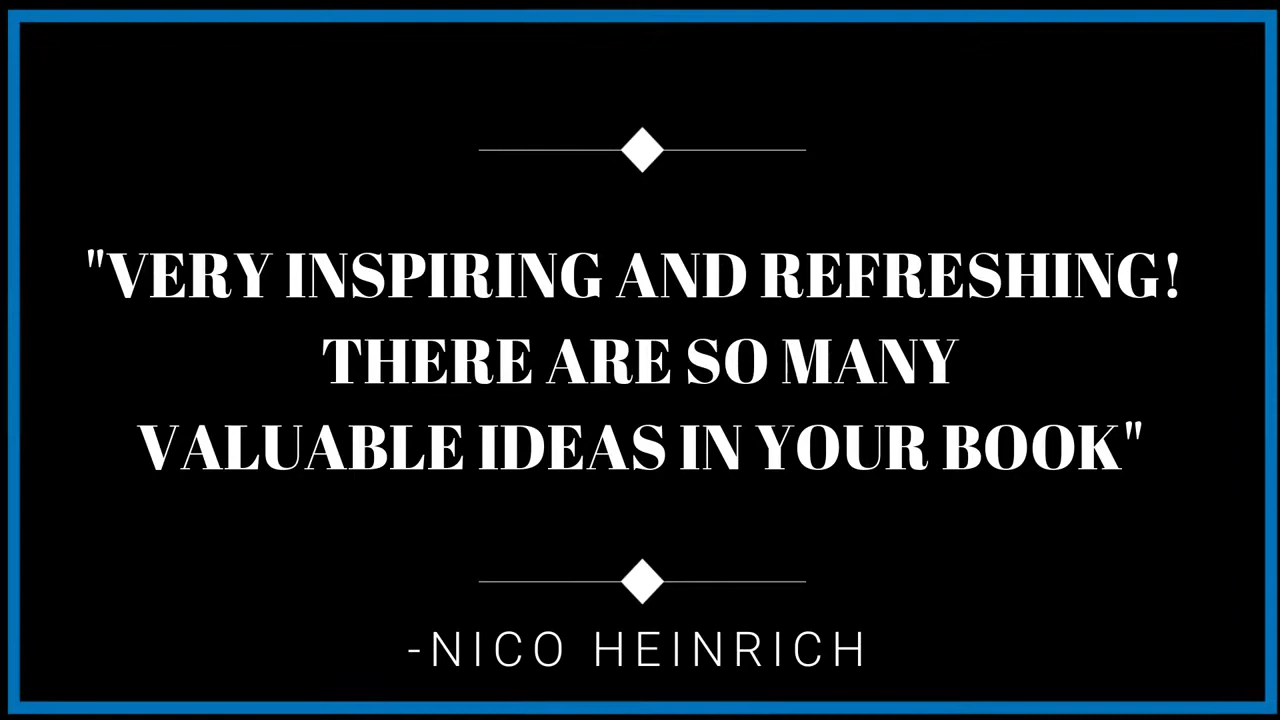 "VERY INSPIRING AND REFRESHING!
THERE ARE SO MANY
VALUABLE IDEAS IN YOUR BOOK"
-NICO HEINRICH